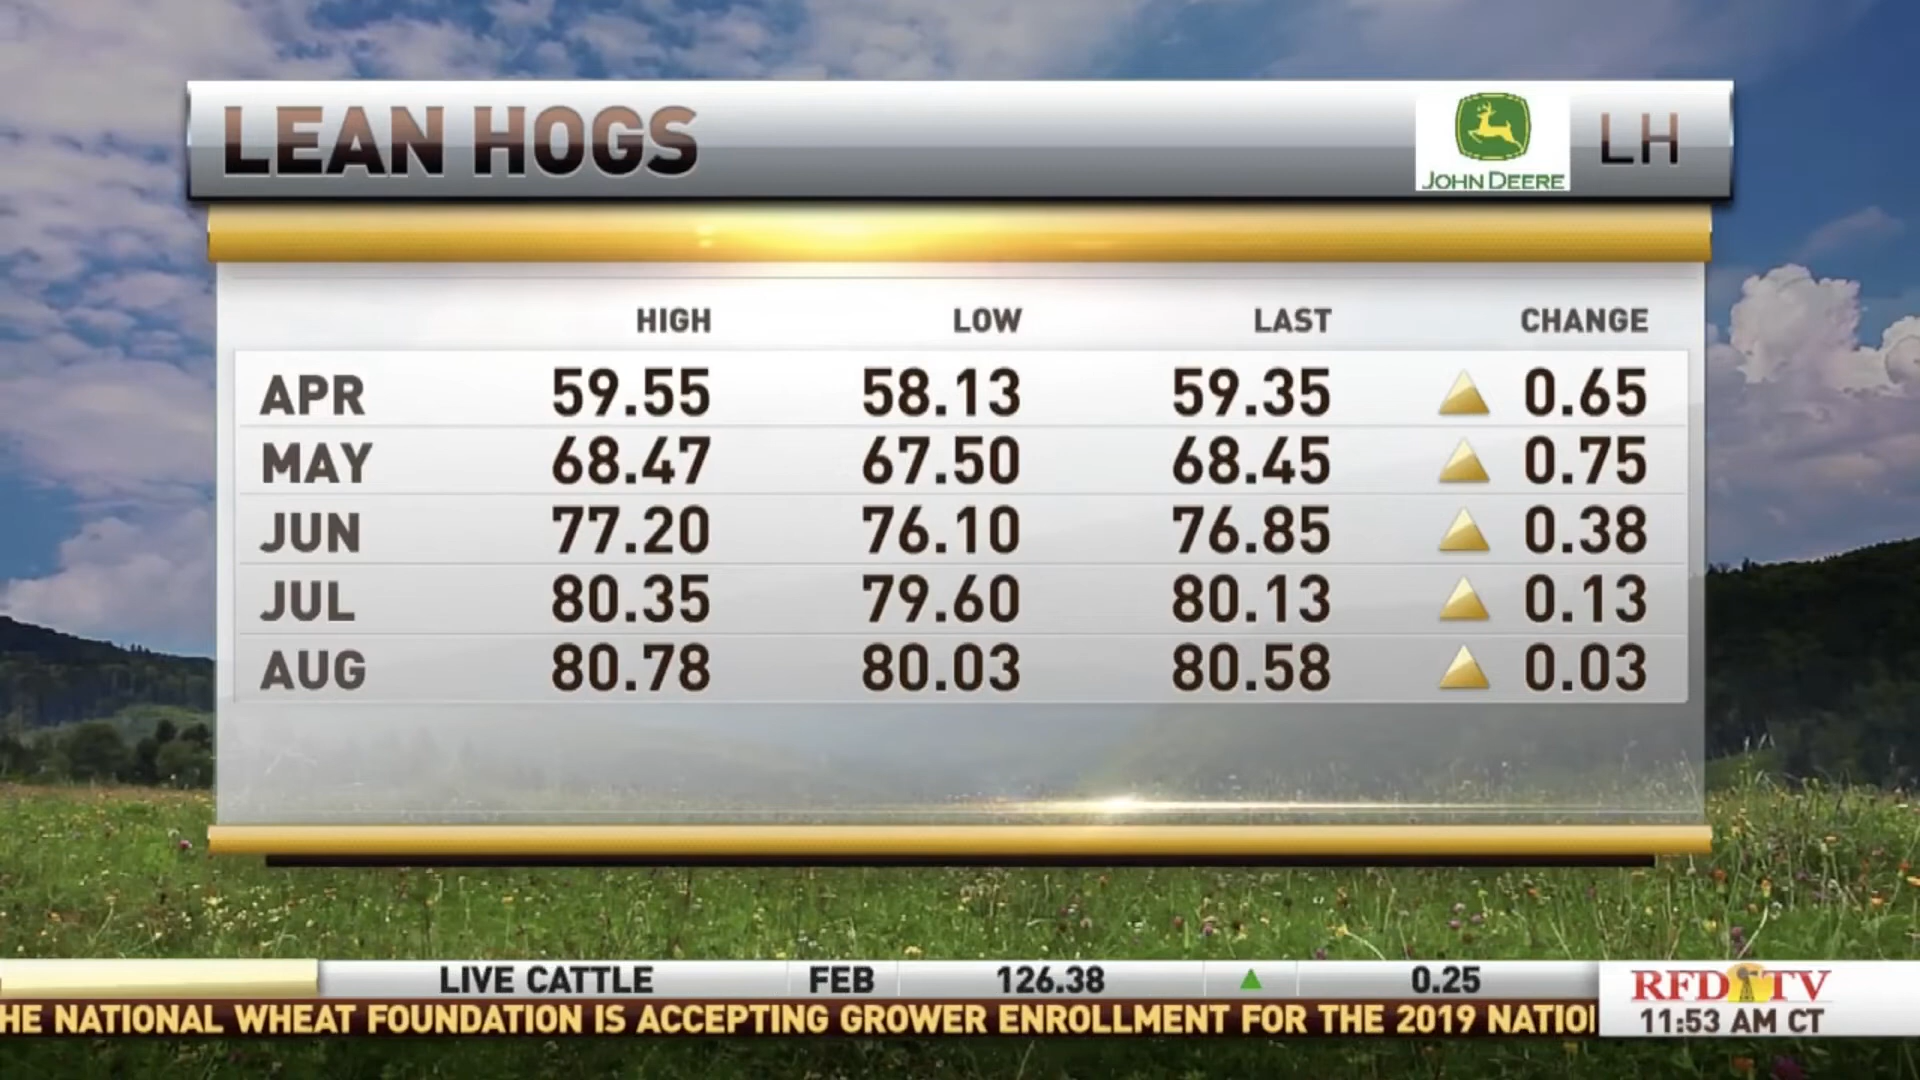 LEAN HOGS JOHN DEERE LH
HIGH LOW LAST CHANGE
APR 59.55 58.13 59.35 0.65
MAY 68.47 67.50 68.45 0.75
JUN 77.20 76.10 76.85 0.38
JUL 80.35 79.60 80.13 0.13
AUG 80.78 80.03 80.58 0.03
LIVE CATTLE FEB 126.38 0.25
RFD TV
HE NATIONAL WHEAT FOUNDATION IS ACCEPTING GROWER ENROLLMENT FOR THE 2019 NATIO
11:53 AM CT